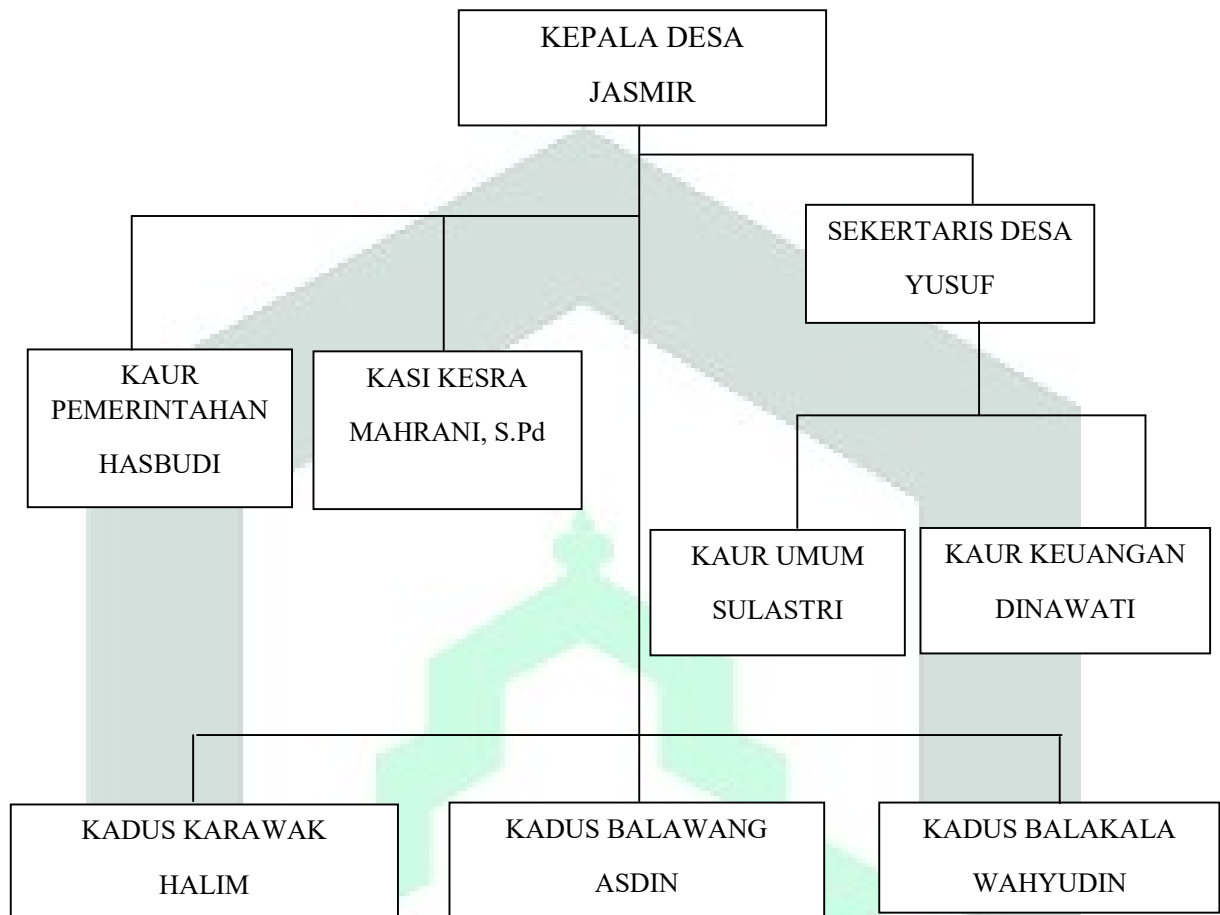 KEPALA DESA
JASMIR
SEKERTARIS DESA
YUSUF
KAUR
PEMERINTAHAN
HASBUDI
KASI KESRA
MAHRANI, S.Pd
KAUR UMUM
SULASTRI
KAUR KEUANGAN
DINAWATI
KADUS KARAWAK
HALIM
KADUS BALAWANG
ASDIN
KADUS BALAKALA
WAHYUDIN